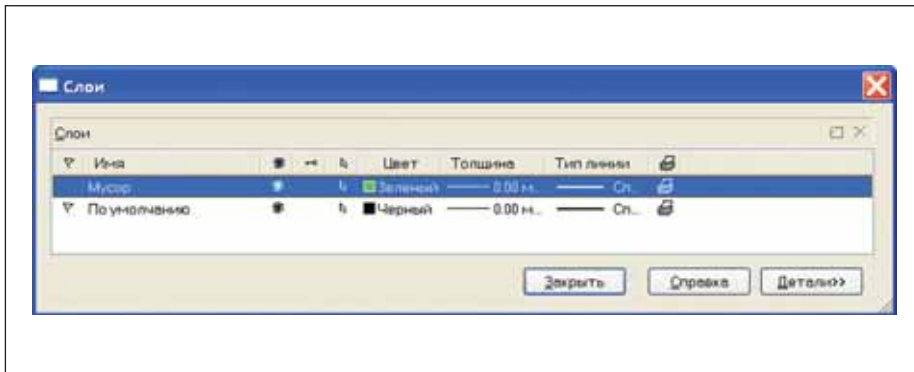 Слои
Слои
Имя Цвет Толщина Тип линии
Мусор Зеленый 0.00 м... Сп...
По умолчанию Черный 0.00 м... Сп...
Закрыть Справка Детали>>